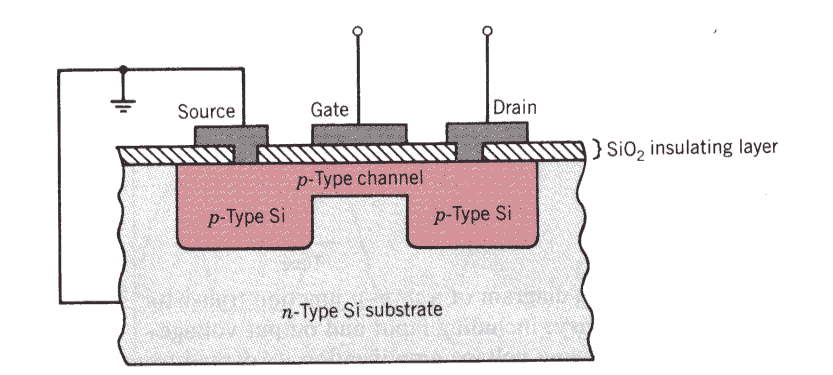 Source
Gate
Drain
SiO₂ insulating layer
p-Type channel
p-Type Si
p-Type Si
n-Type Si substrate